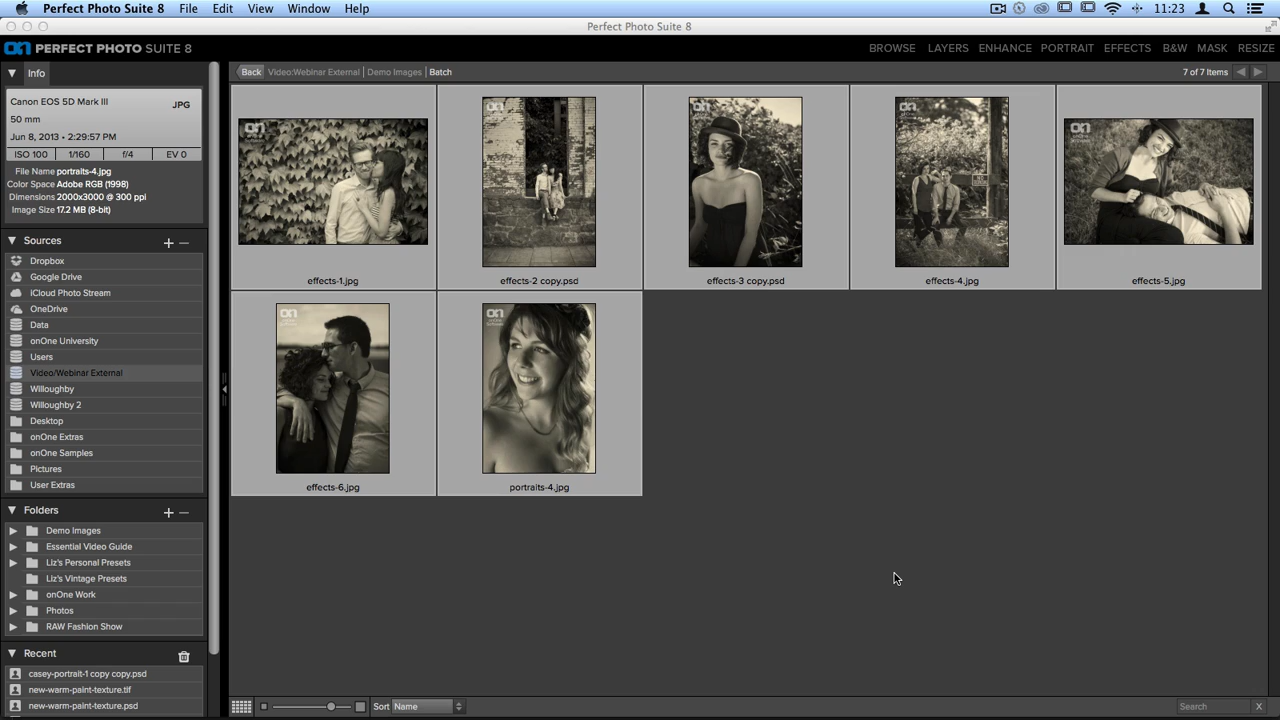 Perfect Photo Suite 8 File Edit View Window Help 11:23
Perfect Photo Suite 8
on PERFECT PHOTO SUITE 8 BROWSE LAYERS ENHANCE PORTRAIT EFFECTS B&W MASK RESIZE
Info
Back Video:Webinar External Demo Images Batch 7 of 7 Items
Canon EOS 5D Mark III JPG
50 mm
Jun 8, 2013 • 2:29:57 PM
ISO 100 1/160 f/4 EV 0
File Name portraits-4.jpg
Color Space Adobe RGB (1998)
Dimensions 2000x3000 @ 300 ppi
Image Size 17.2 MB (8-bit)
Sources + −
Dropbox
Google Drive
iCloud Photo Stream
OneDrive
Data
onOne University
Users
Video/Webinar External
Willoughby
Willoughby 2
Desktop
onOne Extras
onOne Samples
Pictures
User Extras
Folders + −
Demo Images
Essential Video Guide
Liz's Personal Presets
Liz's Vintage Presets
onOne Work
Photos
RAW Fashion Show
Recent
casey-portrait-1 copy copy.psd
new-warm-paint-texture.tif
new-warm-paint-texture.psd
effects-1.jpg
effects-2 copy.psd
effects-3 copy.psd
effects-4.jpg
effects-5.jpg
effects-6.jpg
portraits-4.jpg
Sort Name Search X